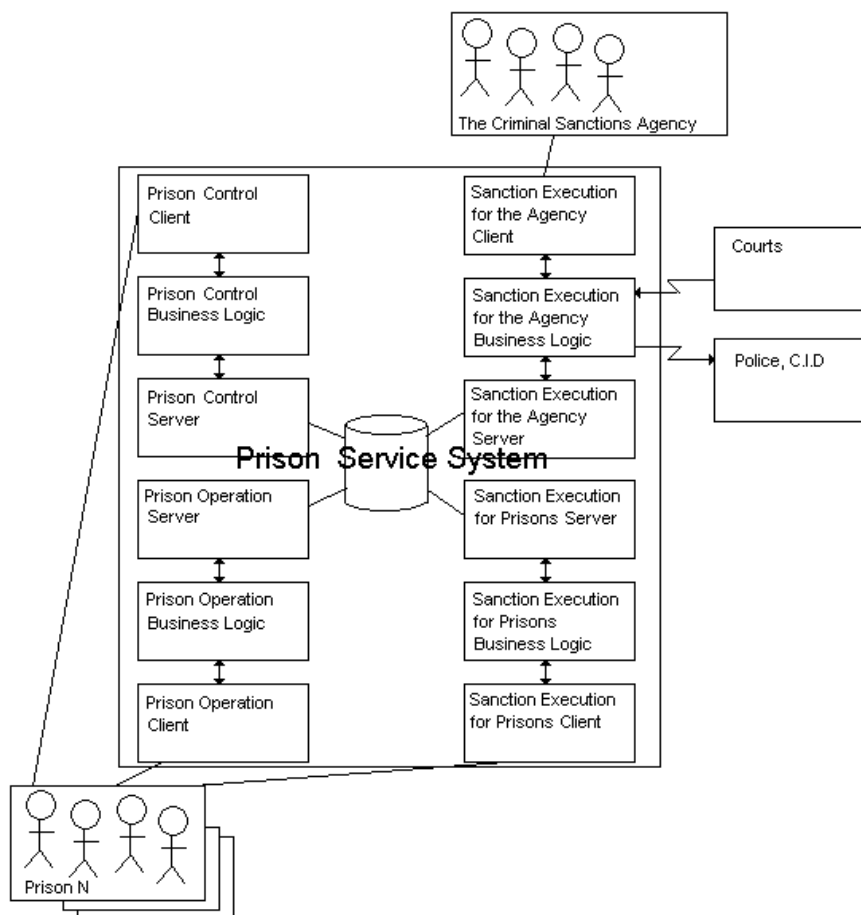 The Criminal Sanctions Agency
Prison Control
Client
Sanction Execution
for the Agency
Client
Courts
Prison Control
Business Logic
Sanction Execution
for the Agency
Business Logic
Police, C.I.D
Prison Control
Server
Sanction Execution
for the Agency
Server
Prison Service System
Prison Operation
Server
Sanction Execution
for Prisons Server
Prison Operation
Business Logic
Sanction Execution
for Prisons
Business Logic
Prison Operation
Client
Sanction Execution
for Prisons Client
Prison N